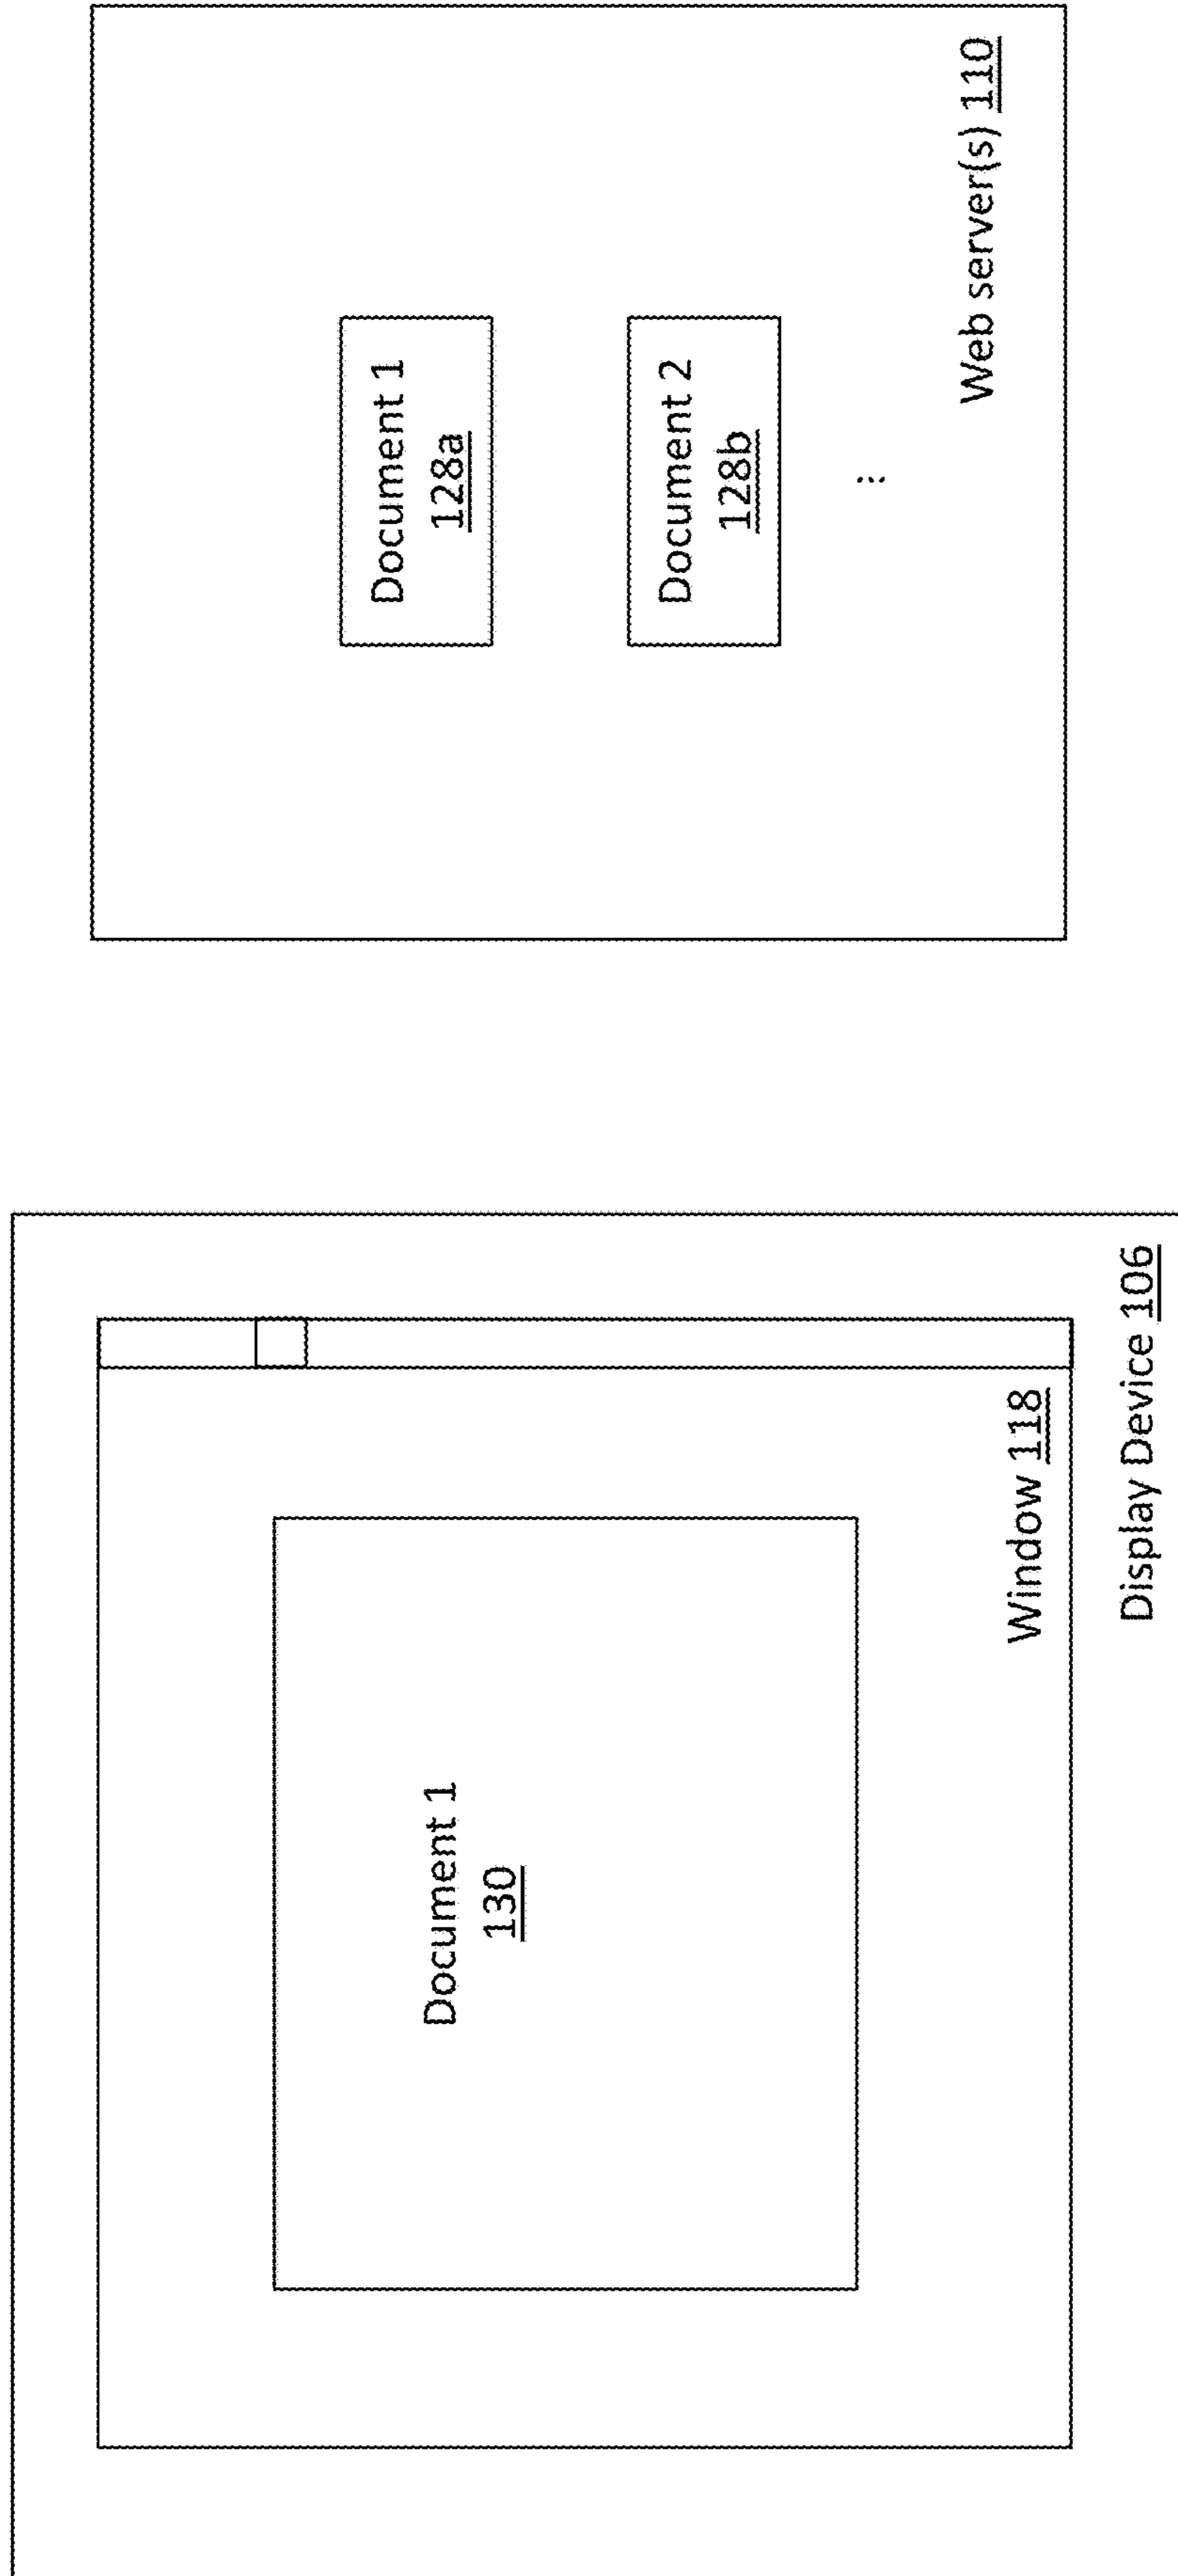 Document 1
130
Window 118
Display Device 106
Document 1
128a
Document 2
128b
...
Web server(s) 110